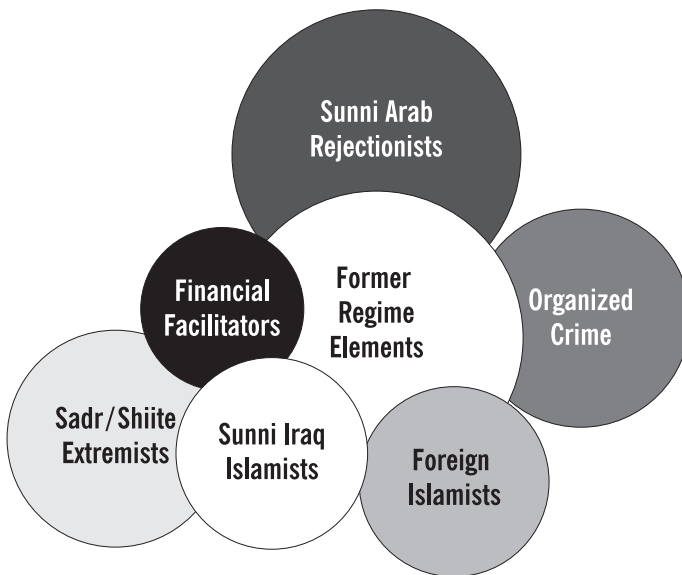 Sunni Arab
Rejectionists
Financial
Facilitators
Former
Regime
Elements
Organized
Crime
Sadr/Shiite
Extremists
Sunni Iraq
Islamists
Foreign
Islamists